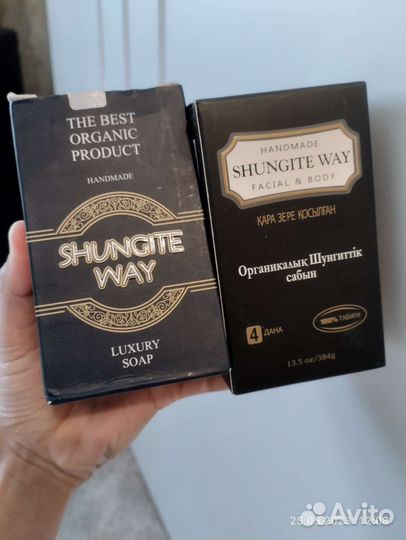 THE BEST
ORGANIC
PRODUCT
HANDMADE
SHUNGITE
WAY
LUXURY
SOAP
HANDMADE
SHUNGITE WAY
FACIAL & BODY
ҚАРА ЗЕРЕ ҚОСЫЛҒАН
Органикалық Шунгиттік
сабын
4 ДАНА
100% ТАБИҒИ
13.5 oz/384g
Avito